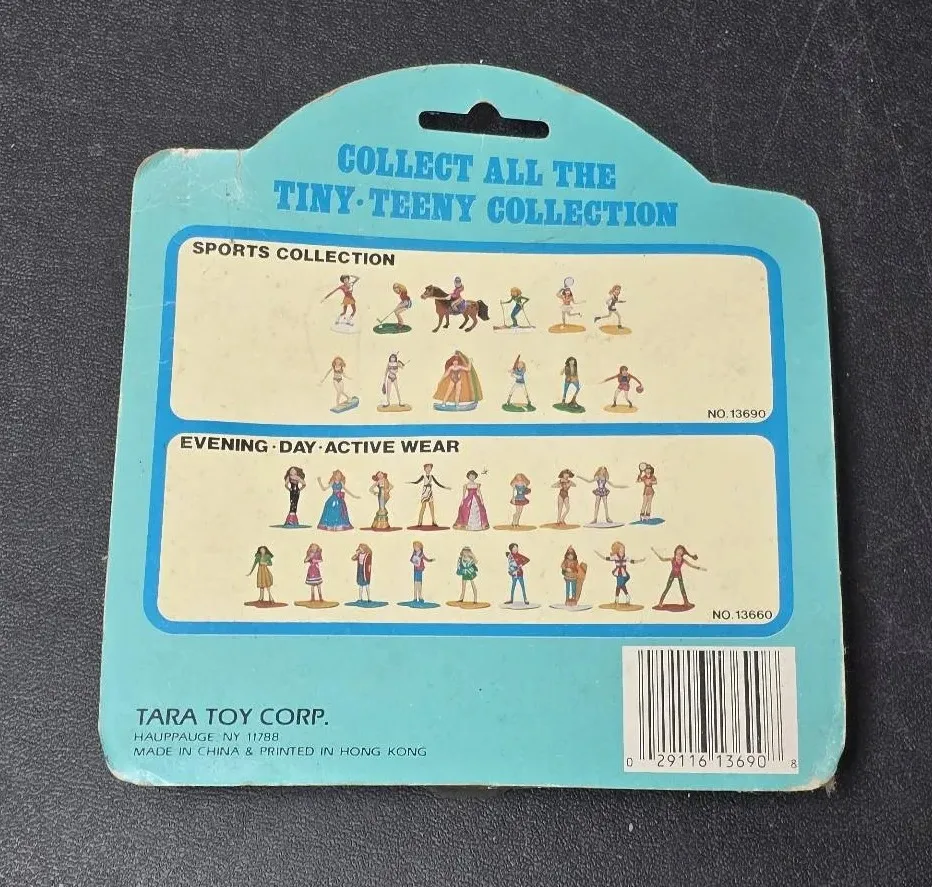 COLLECT ALL THE
TINY·TEENY COLLECTION
SPORTS COLLECTION
NO. 13690
EVENING·DAY·ACTIVE WEAR
NO. 13660
TARA TOY CORP.
HAUPPAUGE, NY 11788
MADE IN CHINA & PRINTED IN HONG KONG
0 29116 13690 8